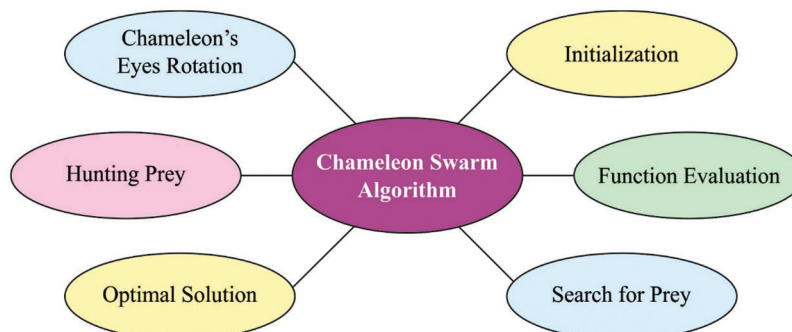 Chameleon's
Eyes Rotation
Initialization
Hunting Prey
Chameleon Swarm
Algorithm
Function Evaluation
Optimal Solution
Search for Prey